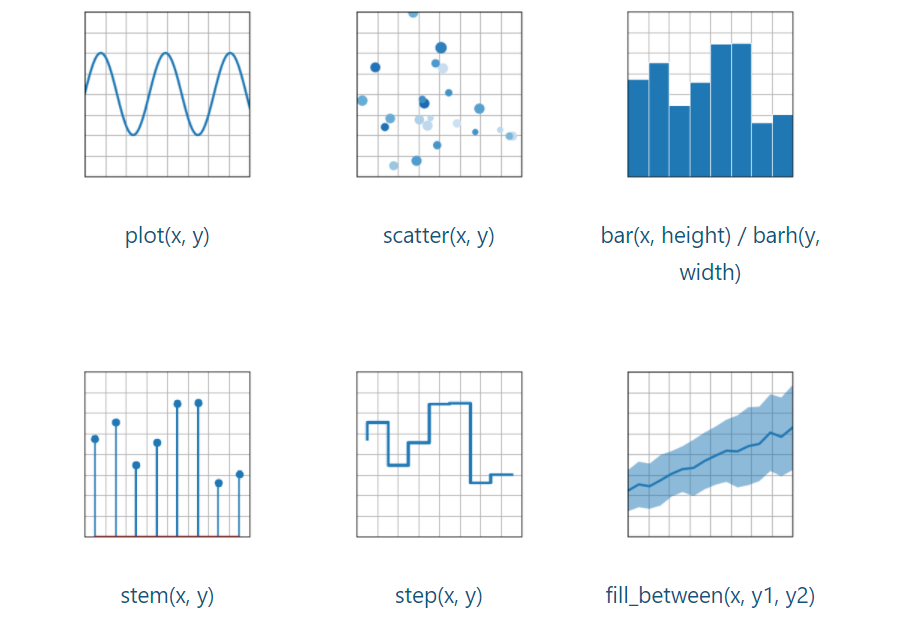 plot(x, y)
scatter(x, y)
bar(x, height) / barh(y,
width)
stem(x, y)
step(x, y)
fill_between(x, y1, y2)